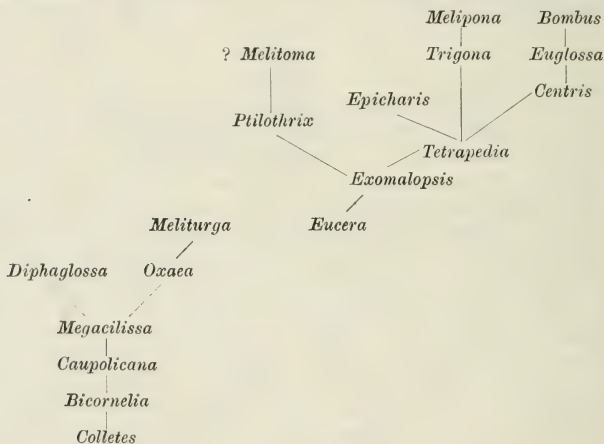 Melipona Bombus
? Melitoma Trigona Euglossa
Epicharis Centris
Ptilothrix
Tetrapedia
Exomalopsis
Meliturga Eucera
Diphaglossa Oxaea
Megacilissa
Caupolicana
Bicornelia
Colletes